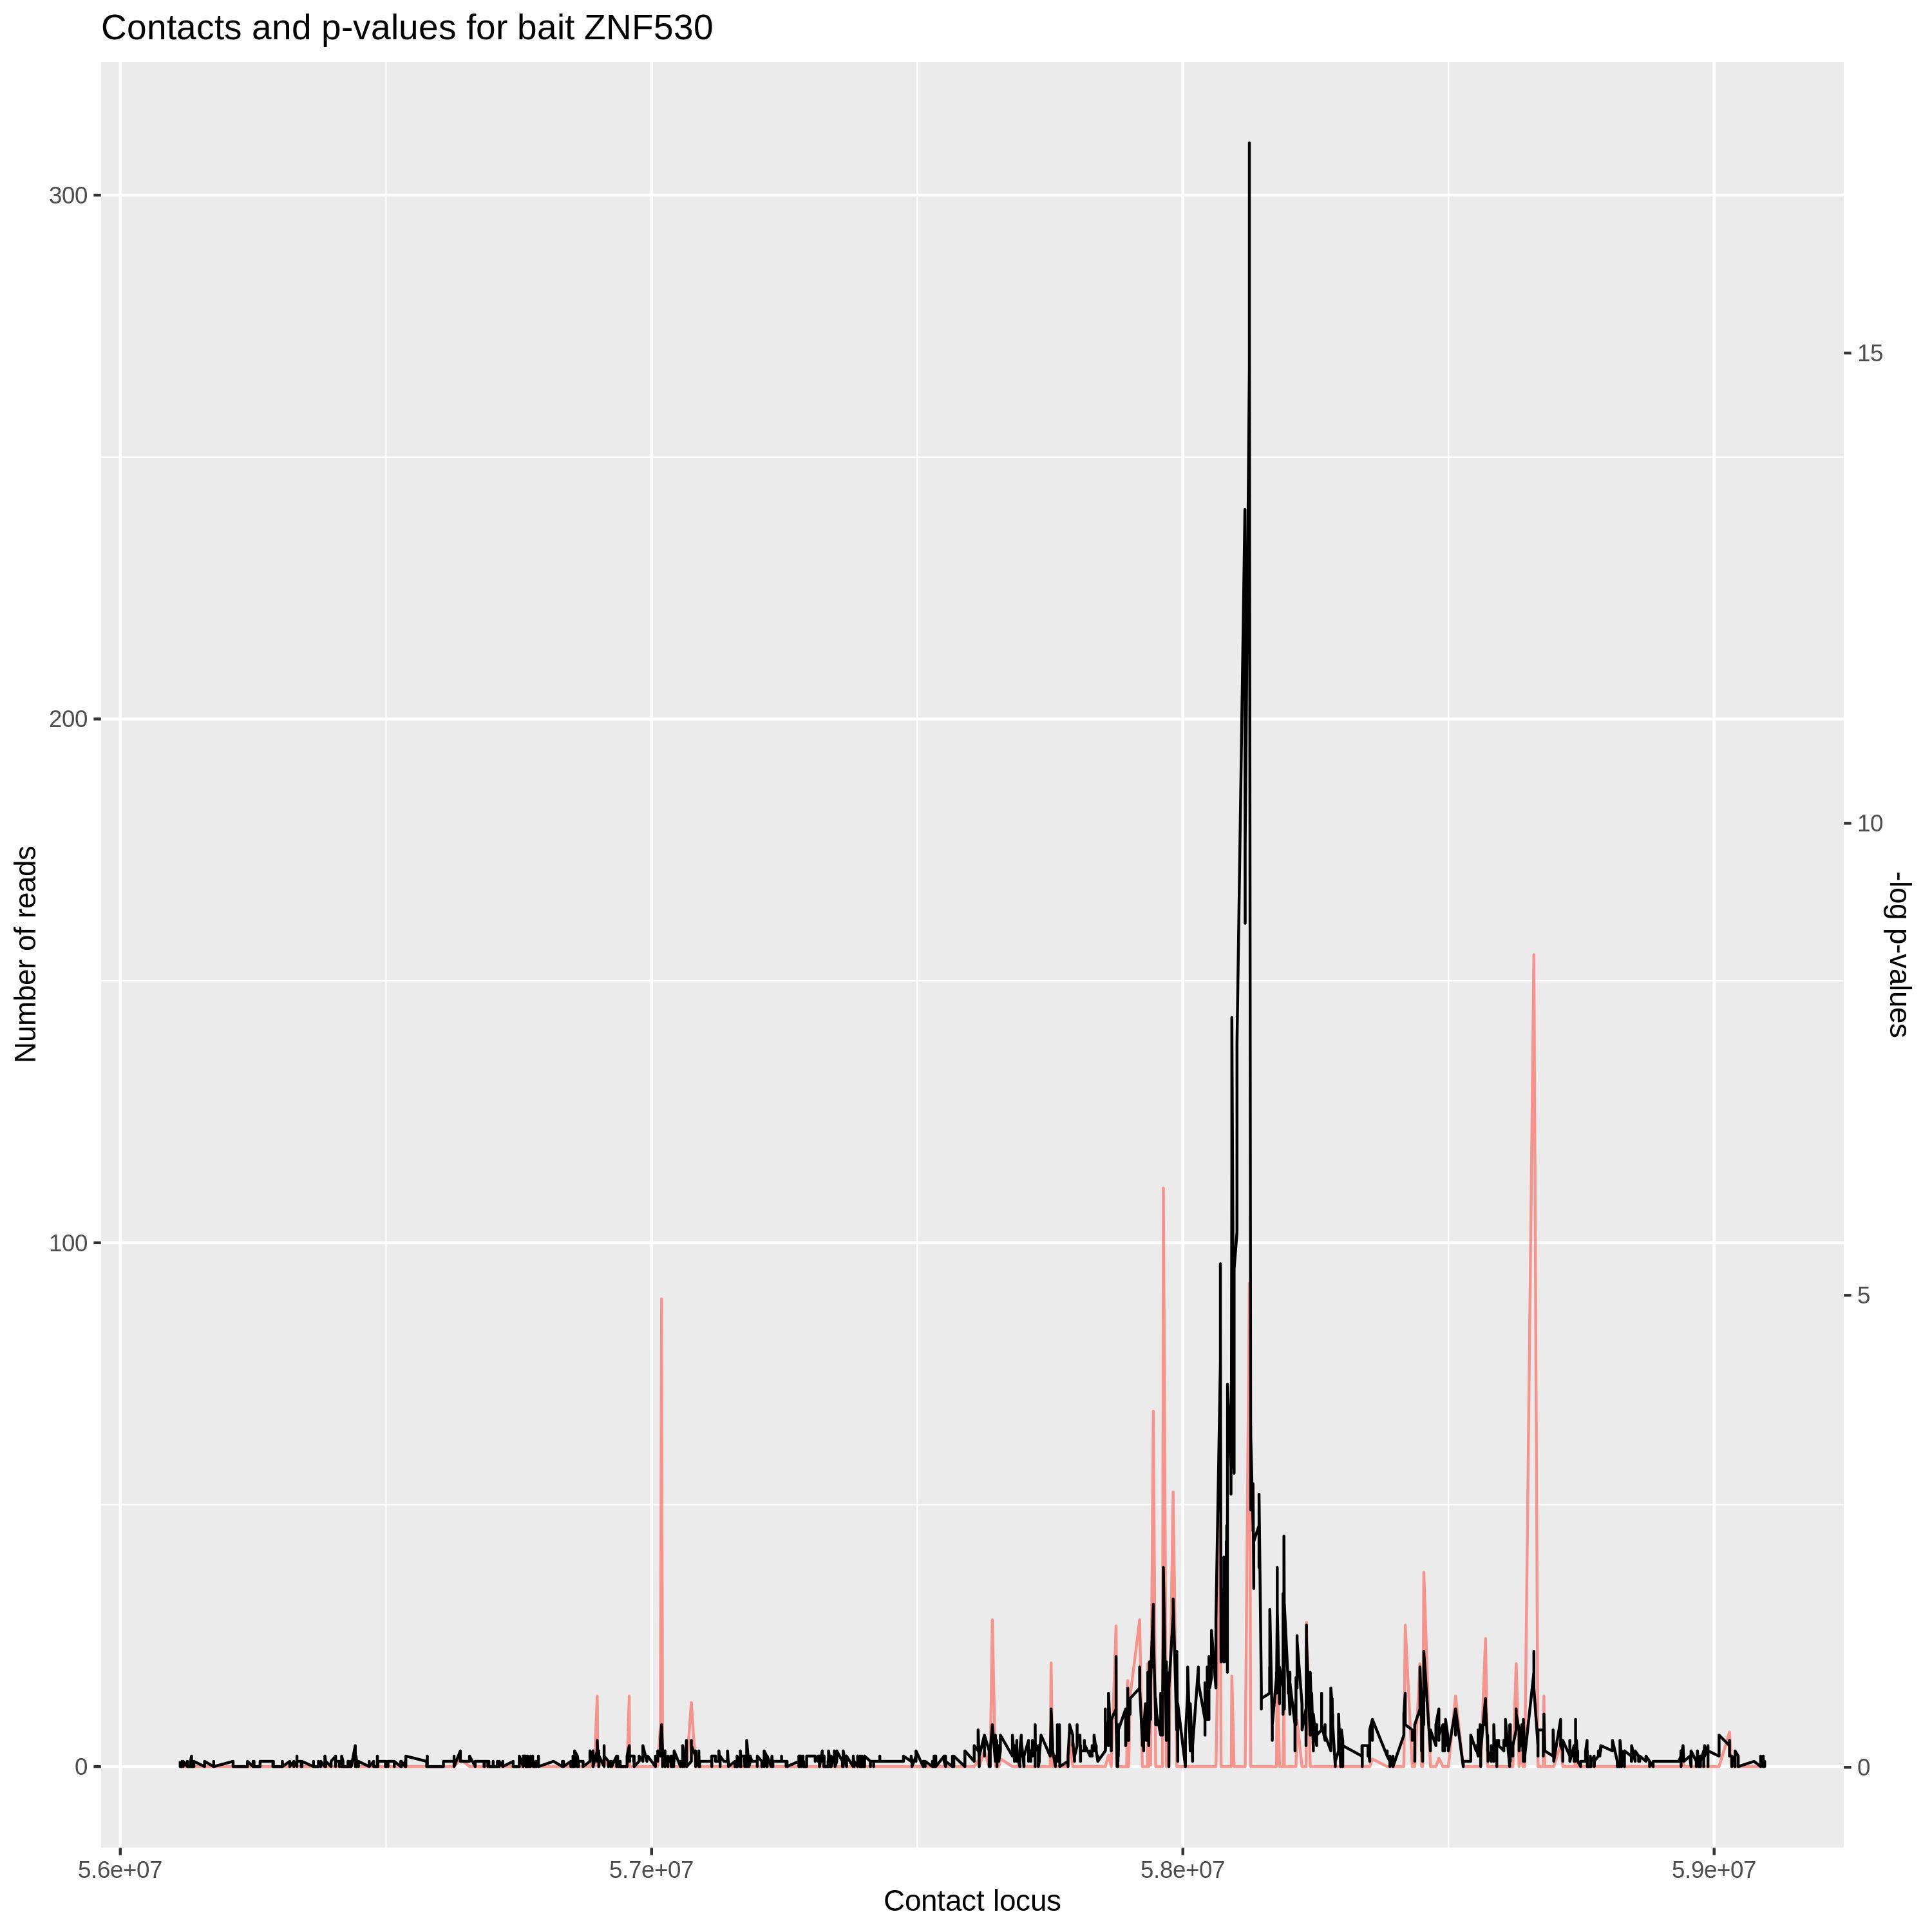 Contacts and p-values for bait ZNF530
300
200
100
0
Number of reads
15
10
5
0
-log p-values
5.6e+07 5.7e+07 5.8e+07 5.9e+07
Contact locus